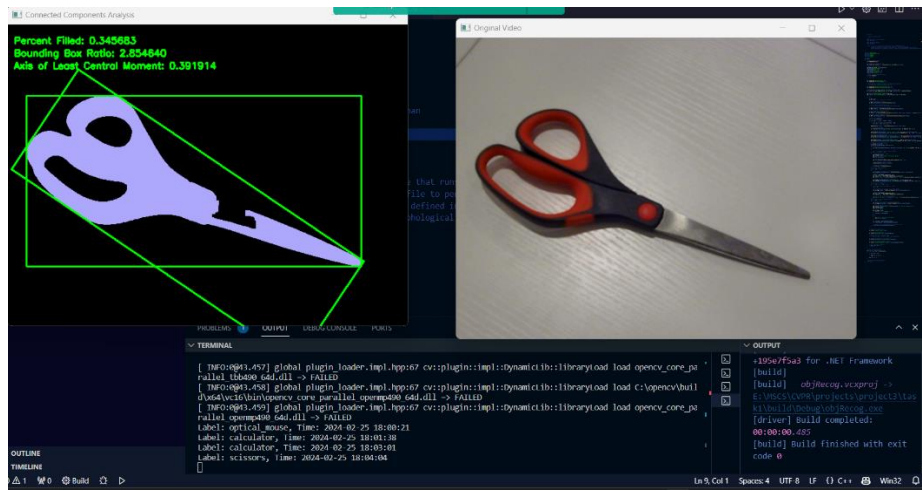 Connected Components Analysis
Percent Filled: 0.345683
Bounding Box Ratio: 2.854640
Axis of Least Central Moment: 0.391914
Original Video
PROBLEMS 1 OUTPUT DEBUG CONSOLE PORTS
TERMINAL
[ INFO:0@43.457] global plugin_loader.impl.hpp:67 cv::plugin::impl::DynamicLib::libraryLoad load opencv_core_pa
rallel_tbb490_64d.dll => FAILED
[ INFO:0@43.458] global plugin_loader.impl.hpp:67 cv::plugin::impl::DynamicLib::libraryLoad load C:\opencv\buil
d\x64\vc16\bin\opencv_core_parallel_openmp490_64d.dll => FAILED
[ INFO:0@43.459] global plugin_loader.impl.hpp:67 cv::plugin::impl::DynamicLib::libraryLoad load opencv_core_pa
rallel_openmp490_64d.dll => FAILED
Label: optical_mouse, Time: 2024-02-25 18:00:21
Label: calculator, Time: 2024-02-25 18:01:38
Label: calculator, Time: 2024-02-25 18:03:01
Label: scissors, Time: 2024-02-25 18:04:04
OUTPUT
+195e7f5a3 for .NET Framework
[build]
[build] objRecog.vcxproj ->
E:\MSCS\CVPR\projects\project3\tas
k1\build\Debug\objRecog.exe
[driver] Build completed:
00:00:00.485
[build] Build finished with exit
code 0
OUTLINE
TIMELINE
1 0 Build
Ln 9, Col 1 Spaces: 4 UTF-8 LF {} C++ Win32